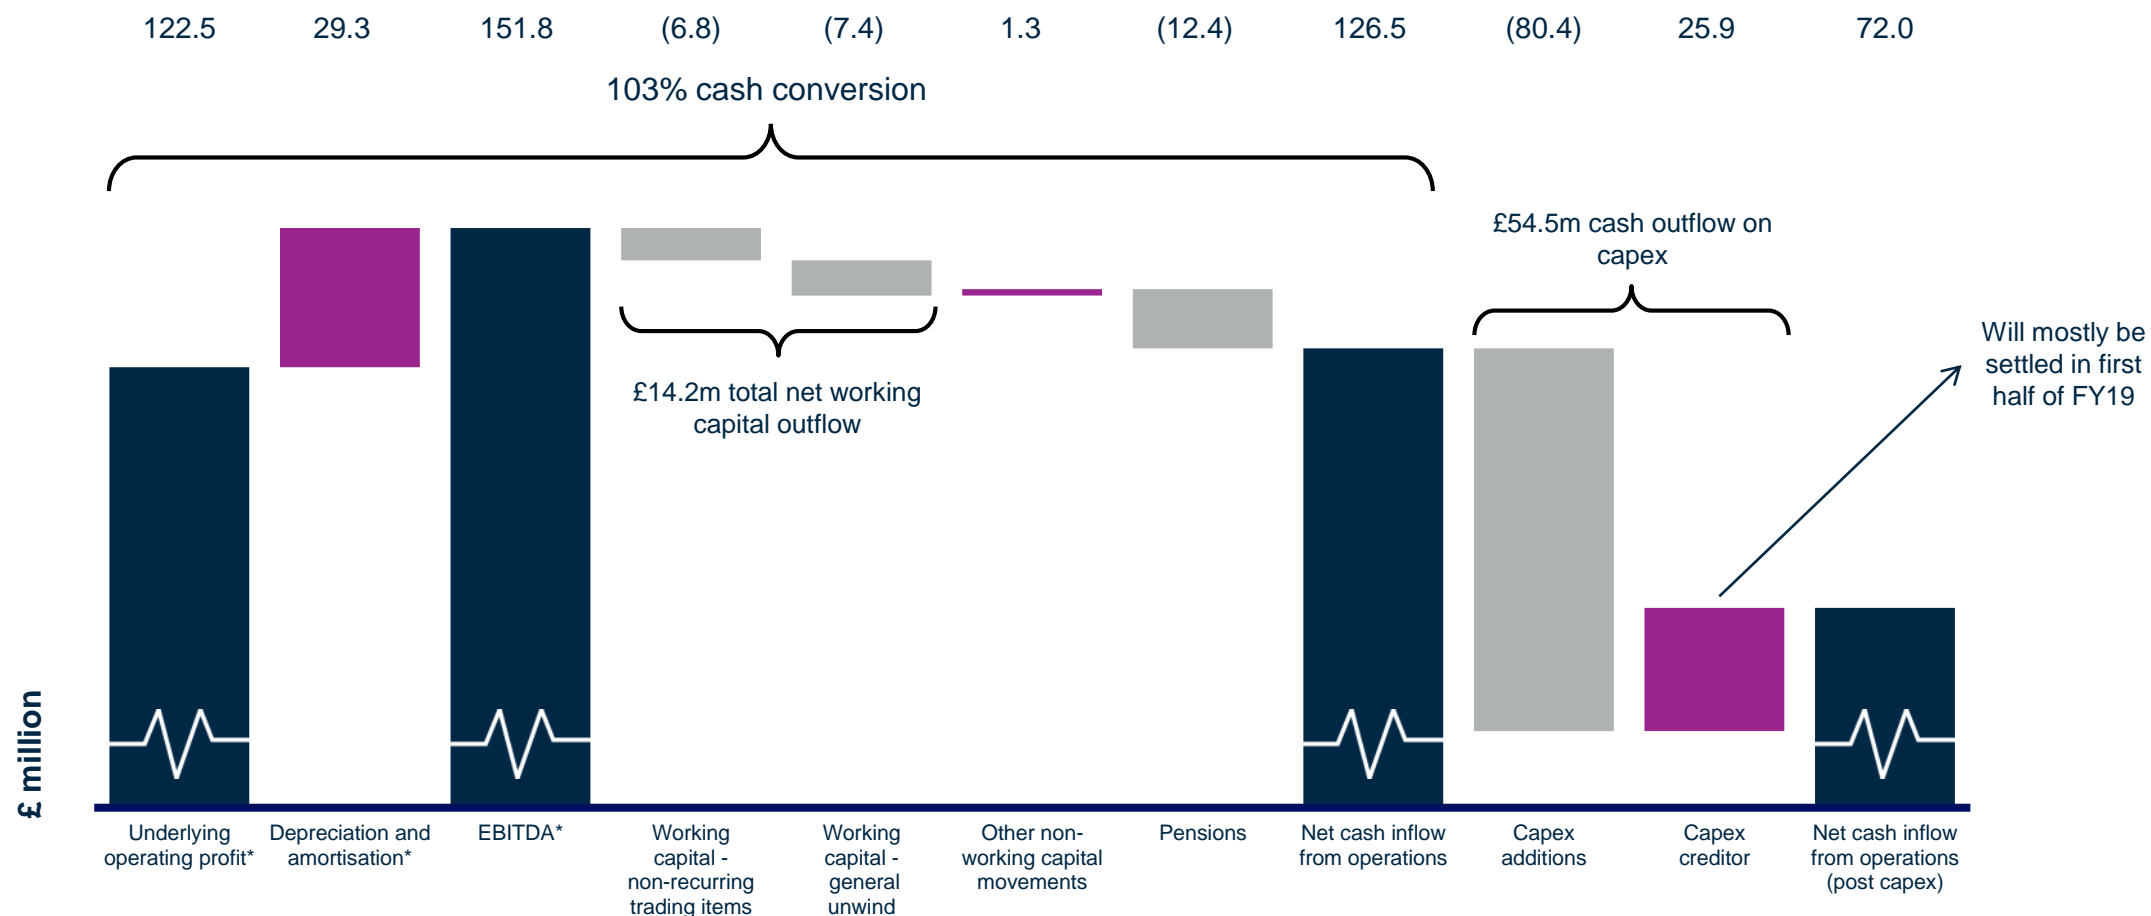 122.5 29.3 151.8 (6.8) (7.4) 1.3 (12.4) 126.5 (80.4) 25.9 72.0
103% cash conversion
£54.5m cash outflow on
capex
Will mostly be
settled in first
half of FY19
£14.2m total net working
capital outflow
£ million
Underlying
operating profit*
Depreciation and
amortisation*
EBITDA*
Working
capital -
non-recurring
trading items
Working
capital -
general
unwind
Other non-
working capital
movements
Pensions
Net cash inflow
from operations
Capex
additions
Capex
creditor
Net cash inflow
from operations
(post capex)